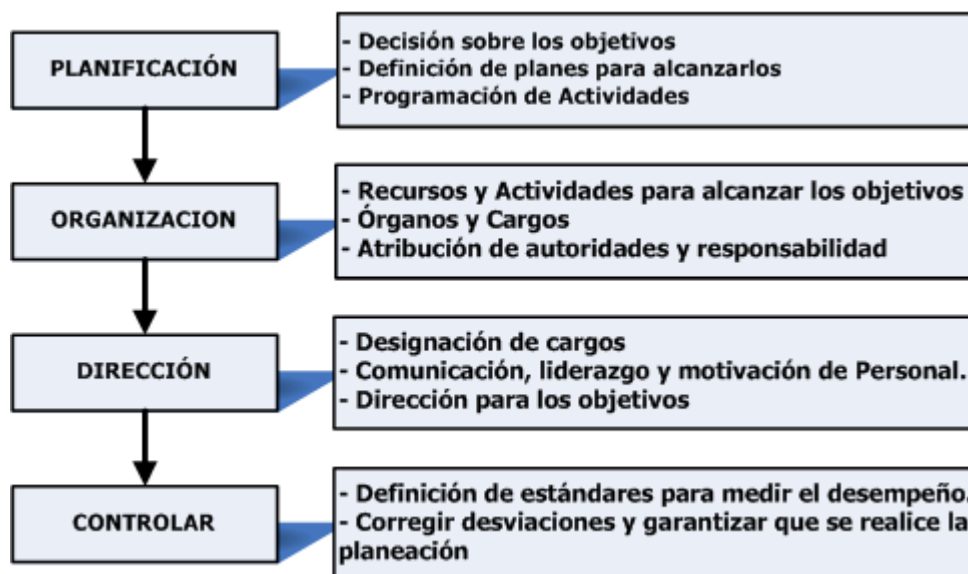 PLANIFICACIÓN
- Decisión sobre los objetivos
- Definición de planes para alcanzarlos
- Programación de Actividades
ORGANIZACION
- Recursos y Actividades para alcanzar los objetivos
- Órganos y Cargos
- Atribución de autoridades y responsabilidad
DIRECCIÓN
- Designación de cargos
- Comunicación, liderazgo y motivación de Personal.
- Dirección para los objetivos
CONTROLAR
- Definición de estándares para medir el desempeño.
- Corregir desviaciones y garantizar que se realice la
planeación